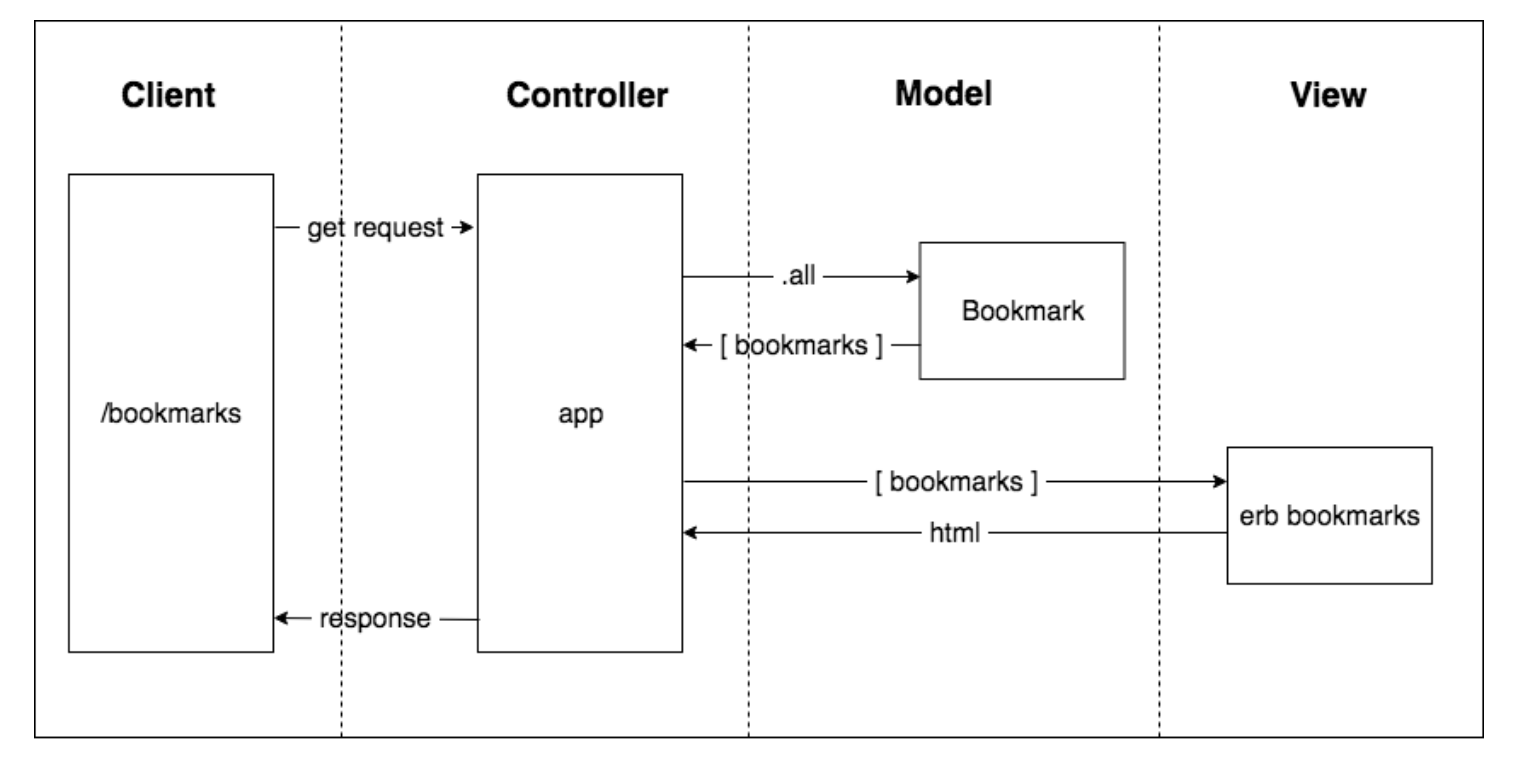 Client
Controller
Model
View
get request
.all
Bookmark
[ bookmarks ]
/bookmarks
app
[ bookmarks ]
erb bookmarks
html
response